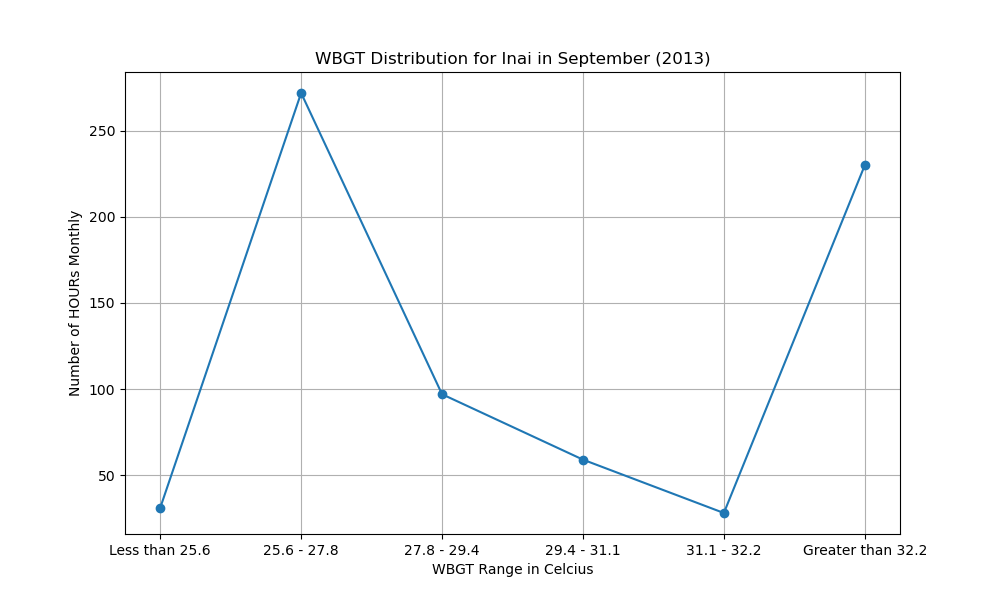 WBGT Distribution for Inai in September (2013)
Number of HOURs Monthly
250
200
150
100
50
Less than 25.6
25.6 - 27.8
27.8 - 29.4
29.4 - 31.1
31.1 - 32.2
Greater than 32.2
WBGT Range in Celcius